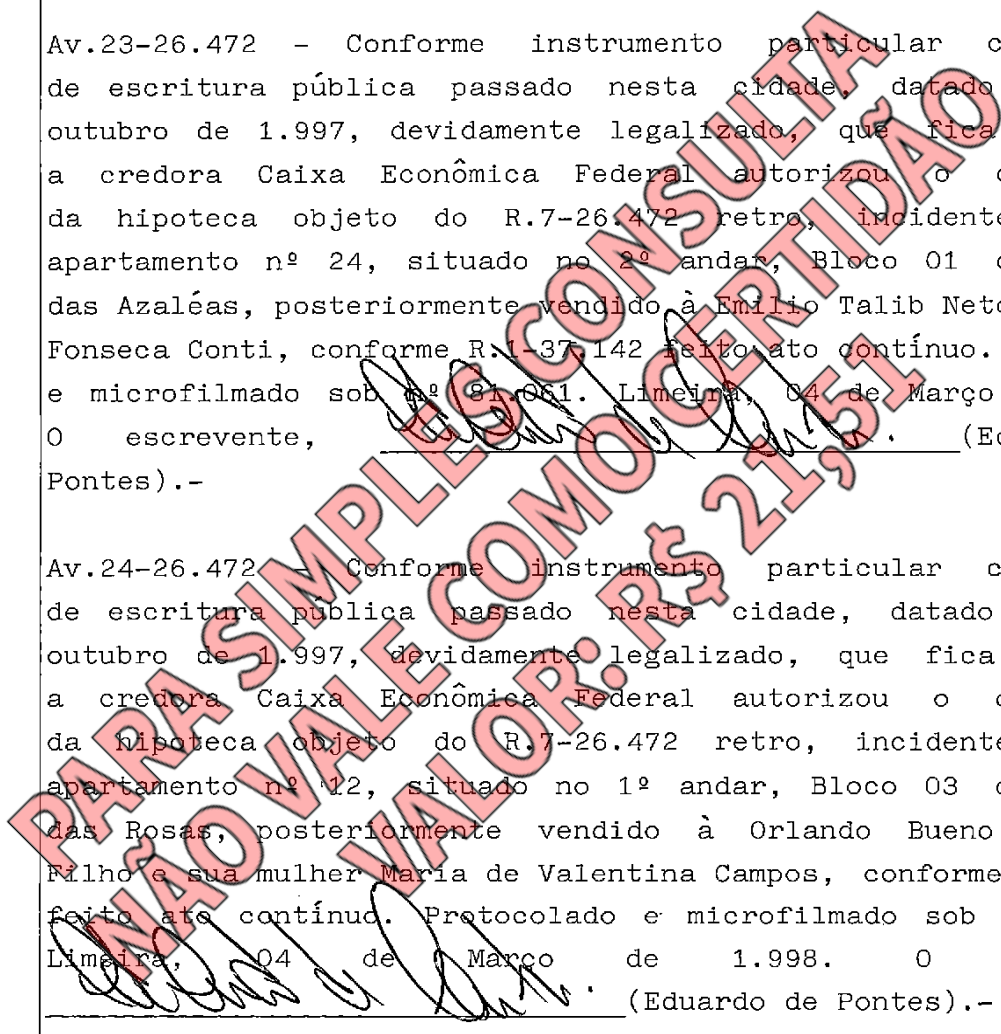 Av.23-26.472 - Conforme instrumento particular c
de escritura pública passado nesta cidade, datado
outubro de 1.997, devidamente legalizado, que fica
a credora Caixa Econômica Federal autorizou o c
da hipoteca objeto do R.7-26.472 retro, incidente
apartamento nº 24, situado no 2º andar, Bloco 01 c
das Azaléas, posteriormente vendido à Emilio Talib Neto
Fonseca Conti, conforme R.1-37.142 feito ato contínuo.
e microfilmado sob nº 81.061. Limeira, 04 de Março
O escrevente, (Ed
Pontes).-
Av.24-26.472 - Conforme instrumento particular c
de escritura pública passado nesta cidade, datado
outubro de 1.997, devidamente legalizado, que fica
a credora Caixa Econômica Federal autorizou o c
da hipoteca objeto do R.7-26.472 retro, incidente
apartamento nº 12, situado no 1º andar, Bloco 03 c
das Rosas, posteriormente vendido à Orlando Bueno
Filho e sua mulher Maria de Valentina Campos, conforme
feito ato contínuo. Protocolado e microfilmado sob
Limeira, 04 de Março de 1.998. O
(Eduardo de Pontes).-
PARA SIMPLES CONSULTA
NÃO VALE COMO CERTIDÃO
VALOR: R$ 21,51